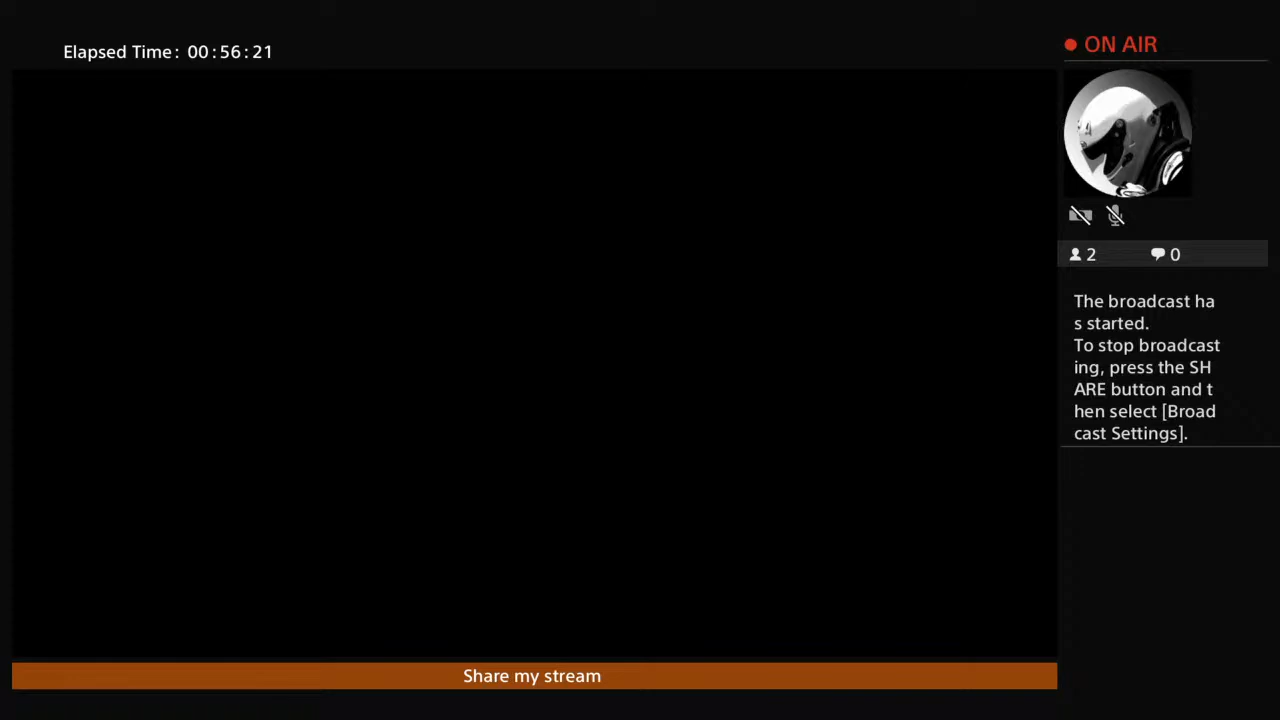 Elapsed Time: 00:56:21
ON AIR
2
0
The broadcast ha
s started.
To stop broadcast
ing, press the SH
ARE button and t
hen select [Broad
cast Settings].
Share my stream